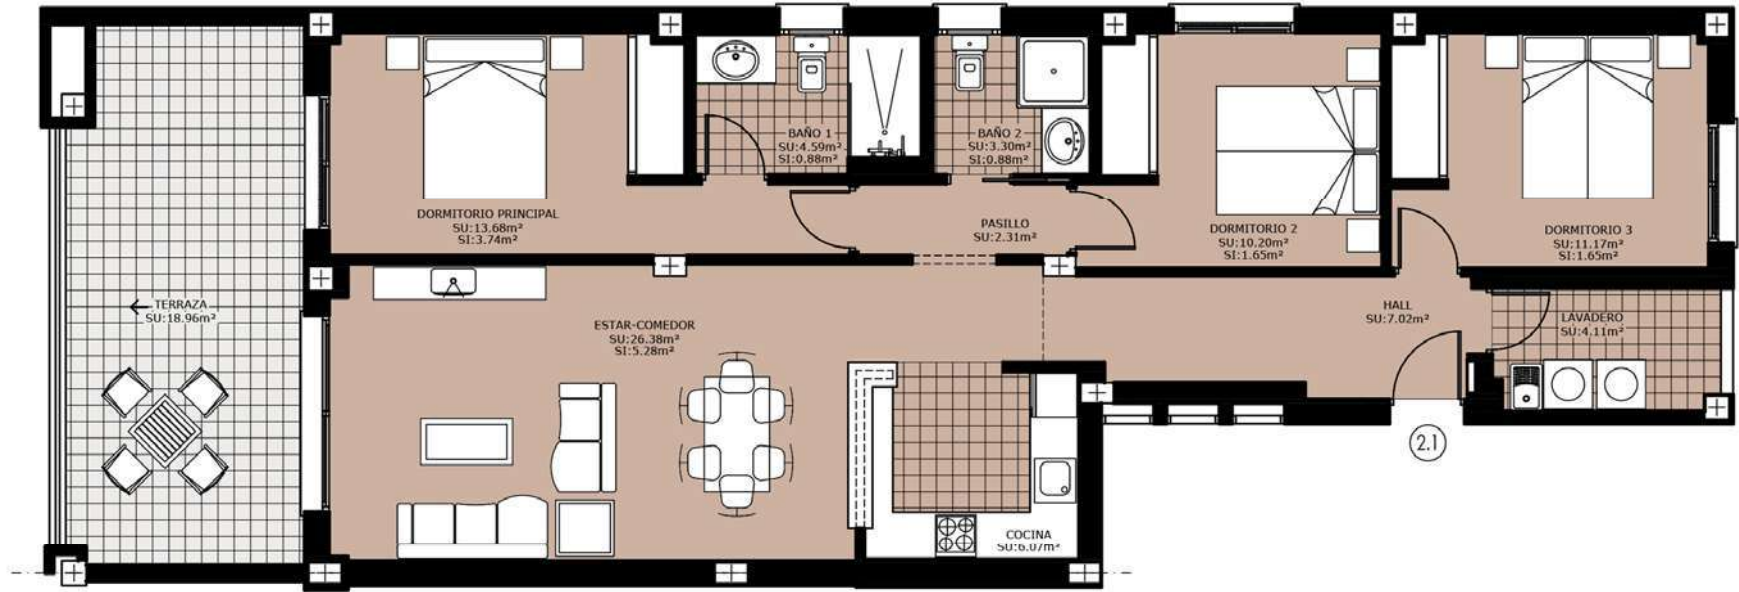 BAÑO 1
SU:4.59m²
SI:0.88m²
BAÑO 2
SU:3.30m²
SI:0.88m²
DORMITORIO PRINCIPAL
SU:13.68m²
SI:3.74m²
PASILLO
SU:2.31m²
DORMITORIO 2
SU:10.20m²
SI:1.65m²
DORMITORIO 3
SU:11.17m²
SI:1.65m²
TERRAZA
SU:18.96m²
ESTAR-COMEDOR
SU:26.38m²
SI:5.28m²
HALL
SU:7.02m²
LAVADERO
SU:4.11m²
2.1
COCINA
SU:6.07m²